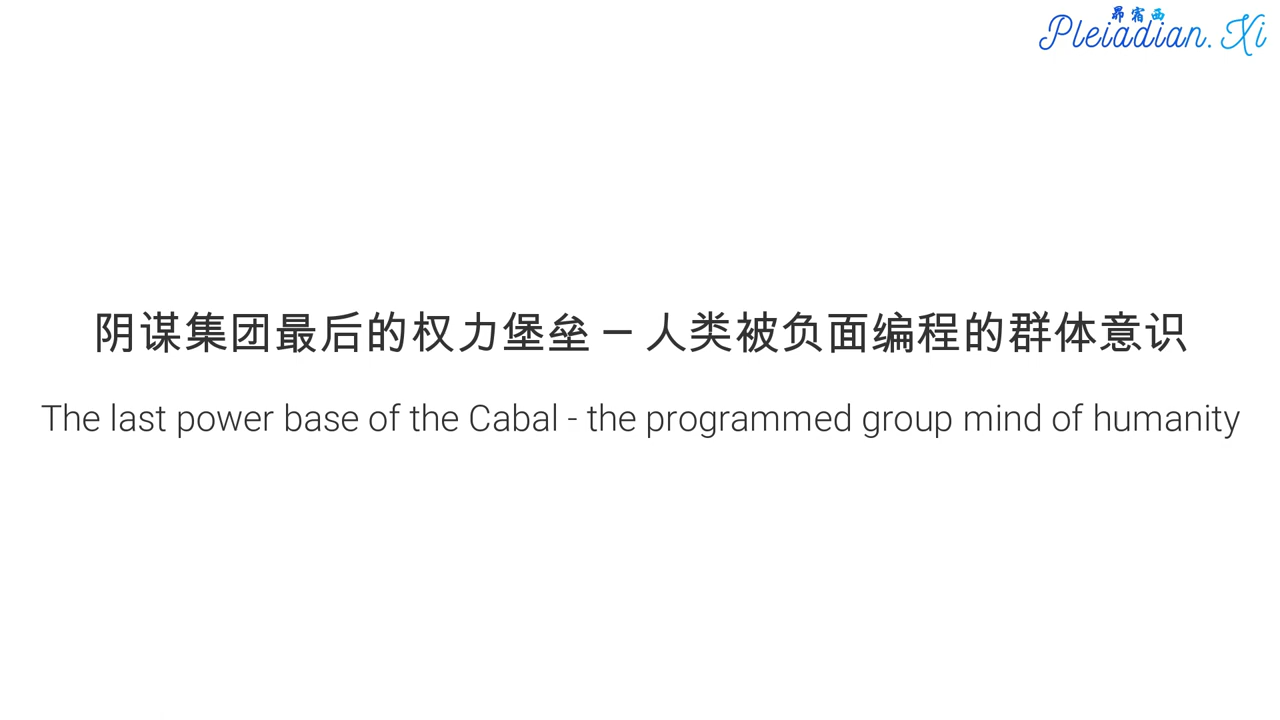 昴宿西
Pleiadian. Xi
阴谋集团最后的权力堡垒 – 人类被负面编程的群体意识
The last power base of the Cabal - the programmed group mind of humanity